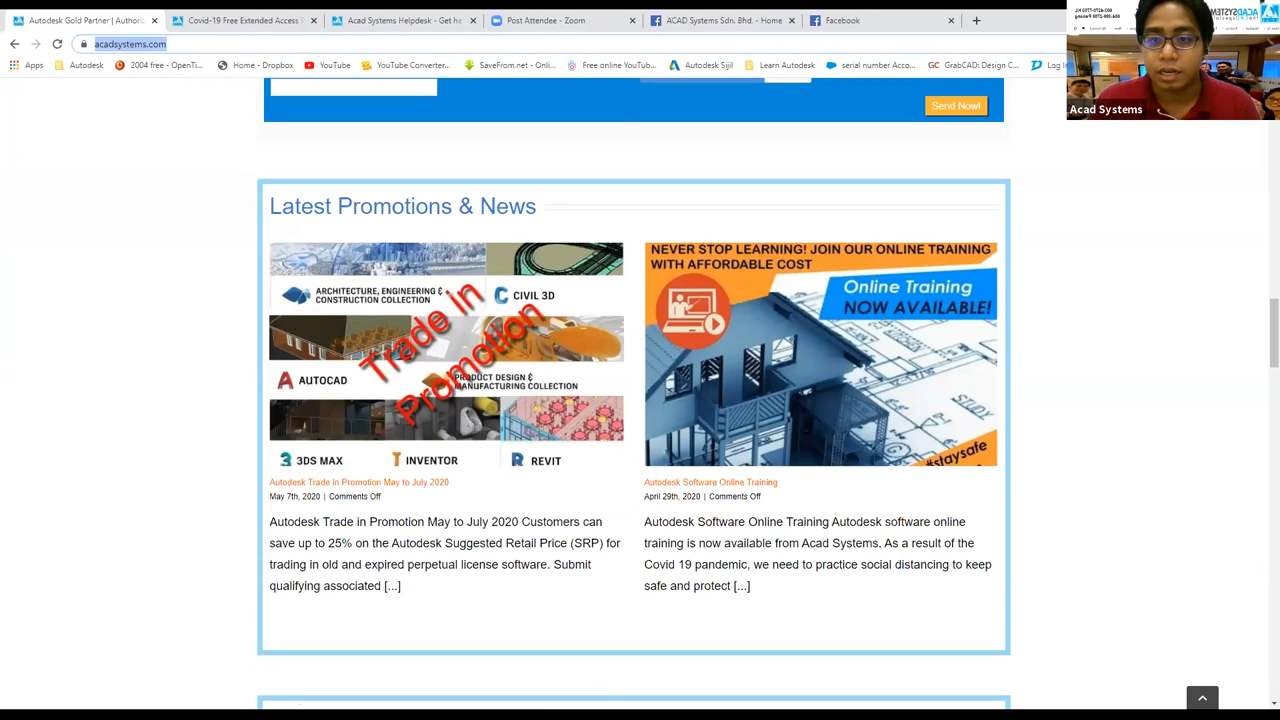 Autodesk Gold Partner | Authori
Covid-19 Free Extended Access P
Acad Systems Helpdesk - Get he
Post Attendee - Zoom
ACAD Systems Sdn. Bhd. - Home
Facebook
acadsystems.com
Apps
Autodesk
2004 free - OpenTi...
Home - Dropbox
YouTube
YouTube Converter...
SaveFrom.net - Onli...
Free online YouTub...
Autodesk Sijil
Learn Autodesk
serial number Acco...
GrabCAD: Design C...
Log In
Acad Systems
Send Now!
Latest Promotions & News
ARCHITECTURE, ENGINEERING &
CONSTRUCTION COLLECTION
CIVIL 3D
AUTOCAD
PRODUCT DESIGN &
MANUFACTURING COLLECTION
3DS MAX
INVENTOR
REVIT
Trade in
Promotion
Autodesk Trade in Promotion May to July 2020
May 7th, 2020 | Comments Off
Autodesk Trade in Promotion May to July 2020 Customers can
save up to 25% on the Autodesk Suggested Retail Price (SRP) for
trading in old and expired perpetual license software. Submit
qualifying associated [...]
NEVER STOP LEARNING! JOIN OUR ONLINE TRAINING
WITH AFFORDABLE COST
Online Training
NOW AVAILABLE!
STUDY
#staysafe
Autodesk Software Online Training
April 29th, 2020 | Comments Off
Autodesk Software Online Training Autodesk software online
training is now available from Acad Systems. As a result of the
Covid 19 pandemic, we need to practice social distancing to keep
safe and protect [...]